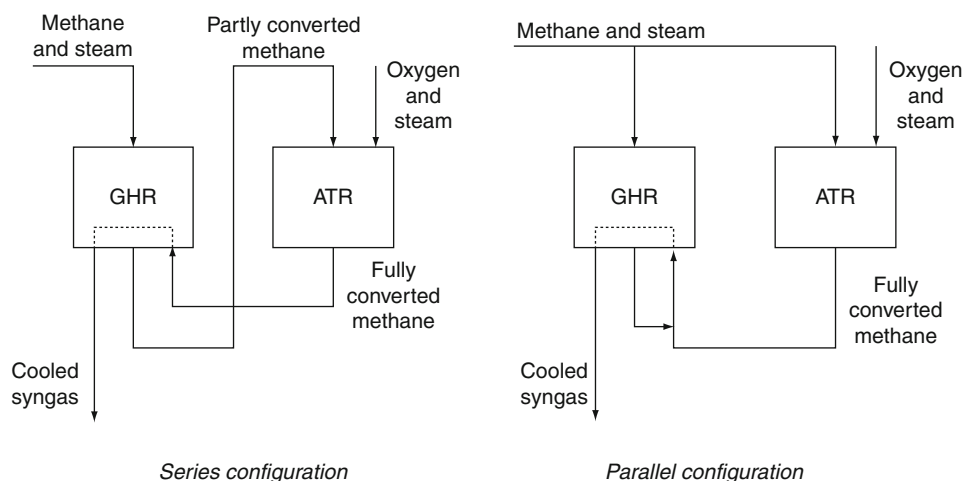 Methane
and steam
Partly converted
methane
Oxygen
and
steam
GHR
ATR
Fully
converted
methane
Cooled
syngas
Series configuration
Methane and steam
Oxygen
and
steam
GHR
ATR
Fully
converted
methane
Cooled
syngas
Parallel configuration